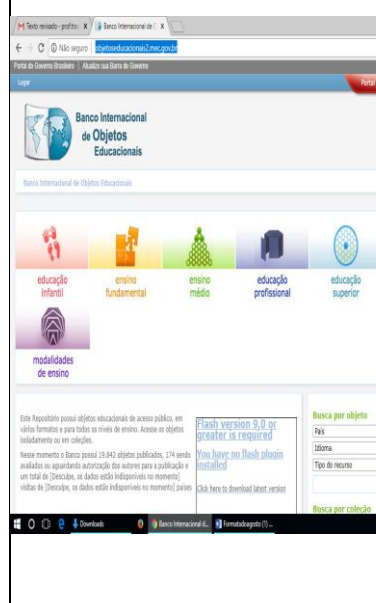 Texto revisado - profitec
Banco Internacional de C
Não seguro | objetoseducacionais2.mec.gov.br
Portal do Governo Brasileiro | Atualize sua Barra de Governo
Logar
Portal
Banco Internacional
de Objetos
Educacionais
Banco Internacional de Objetos Educacionais
educação
infantil
ensino
fundamental
ensino
médio
educação
profissional
educação
superior
modalidades
de ensino
Este Repositório possui objetos educacionais de acesso público, em
vários formatos e para todos os níveis de ensino. Acesse os objetos
isoladamente ou em coleções.
Nesse momento o Banco possui 19.842 objetos publicados, 174 sendo
avaliados ou aguardando autorização dos autores para a publicação e
um total de [Desculpe, os dados estão indisponíveis no momento]
visitas de [Desculpe, os dados estão indisponíveis no momento] países
Flash version 9,0 or
greater is required
You have no flash plugin
installed
Click here to download latest version
Busca por objeto
País
Idioma
Tipo do recurso
Busca por coleção
Downloads
Banco Internacional d...
Formatadoagosto (1) ...